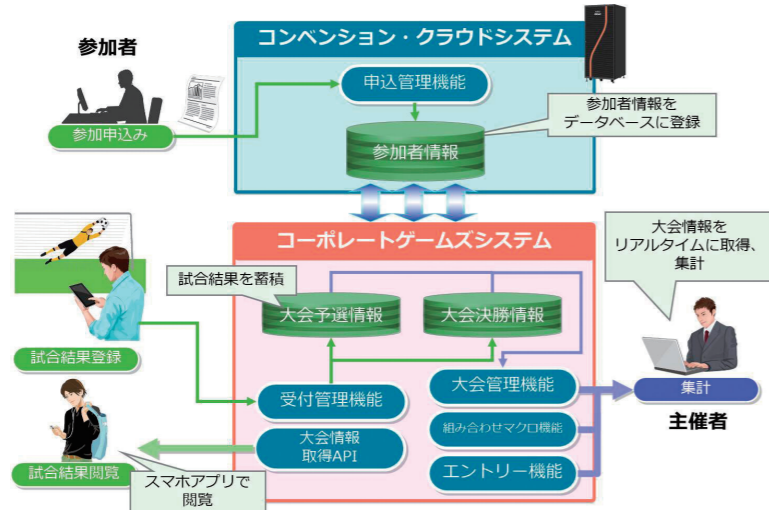 参加者
コンベンション・クラウドシステム
申込管理機能
参加申込み
参加者情報を
データベースに登録
参加者情報
コーポレートゲームズシステム
大会情報を
リアルタイムに取得、
集計
試合結果を蓄積
大会予選情報
大会決勝情報
試合結果登録
受付管理機能
大会管理機能
集計
主催者
大会情報
取得API
組み合わせマクロ機能
試合結果閲覧
スマホアプリで
閲覧
エントリー機能